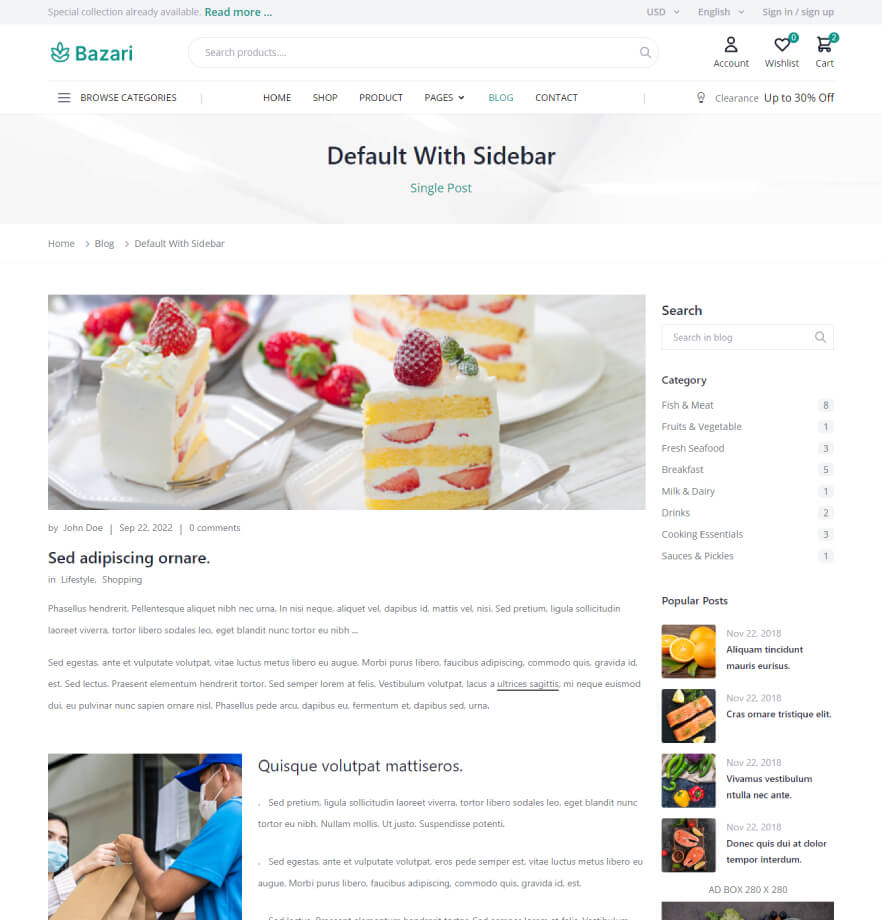 Special collection already available. Read more ...
USD English Sign in / sign up
Bazari
Search products....
0
2
Account Wishlist Cart
BROWSE CATEGORIES HOME SHOP PRODUCT PAGES BLOG CONTACT Clearance Up to 30% Off
Default With Sidebar
Single Post
Home > Blog > Default With Sidebar
by John Doe | Sep 22, 2022 | 0 comments
Sed adipiscing ornare.
in Lifestyle, Shopping
Phasellus hendrerit. Pellentesque aliquet nibh nec urna. In nisi neque, aliquet vel, dapibus id, mattis vel, nisi. Sed pretium, ligula sollicitudin
laoreet viverra, tortor libero sodales leo, eget blandit nunc tortor eu nibh ...
Sed egestas, ante et vulputate volutpat, vitae luctus metus libero eu augue. Morbi purus libero, faucibus adipiscing, commodo quis, gravida id,
est. Sed lectus. Praesent elementum hendrerit tortor. Sed semper lorem at felis. Vestibulum volutpat, lacus a ultrices sagittis, mi neque euismod
dui, eu pulvinar nunc sapien ornare nisl. Phasellus pede arcu, dapibus eu, fermentum et, dapibus sed, urna.
Quisque volutpat mattiseros.
. Sed pretium, ligula sollicitudin laoreet viverra, tortor libero sodales leo, eget blandit nunc
tortor eu nibh. Nullam mollis. Ut justo. Suspendisse potenti.
. Sed egestas, ante et vulputate volutpat, eros pede semper est, vitae luctus metus libero eu
augue. Morbi purus libero, faucibus adipiscing, commodo quis, gravida id, est.
Search
Search in blog
Category
Fish & Meat 8
Fruits & Vegetable 1
Fresh Seafood 3
Breakfast 5
Milk & Dairy 1
Drinks 2
Cooking Essentials 3
Sauces & Pickles 1
Popular Posts
Nov 22, 2018
Aliquam tincidunt
mauris eurisus.
Nov 22, 2018
Cras ornare tristique elit.
Nov 22, 2018
Vivamus vestibulum
ntulla nec ante.
Nov 22, 2018
Donec quis dui at dolor
tempor interdum.
AD BOX 280 X 280